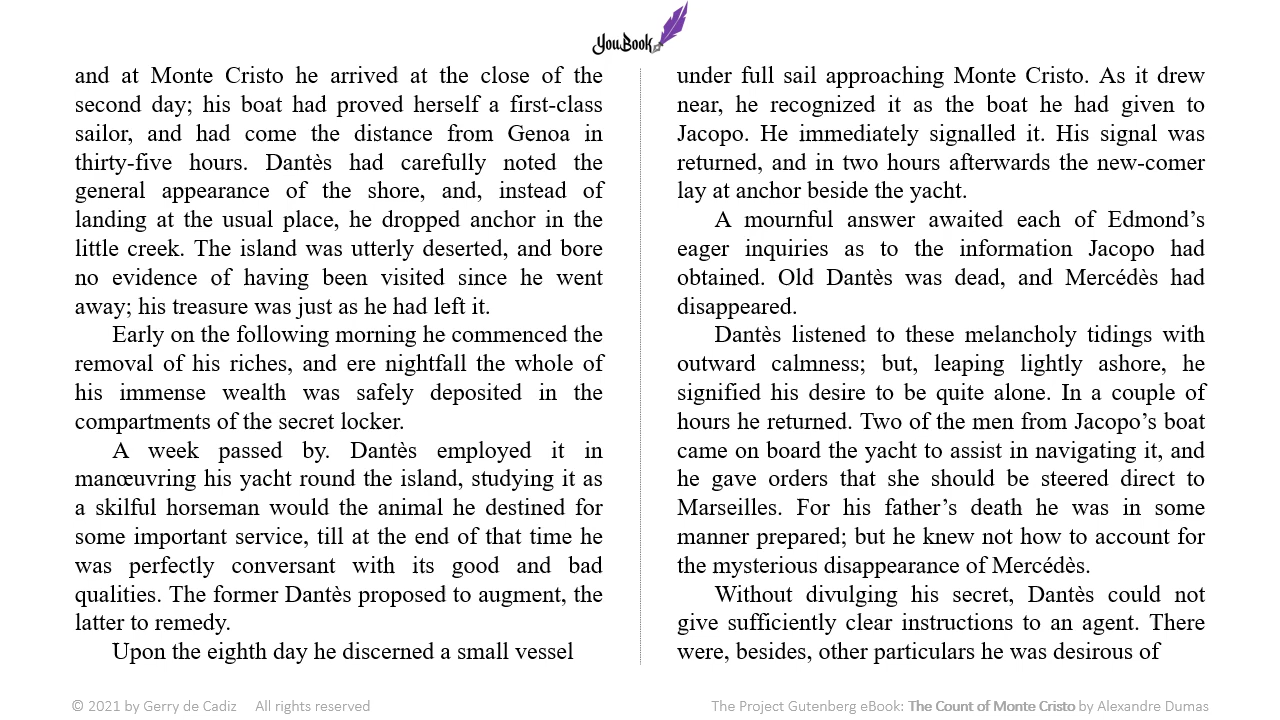 YouBook
and at Monte Cristo he arrived at the close of the
second day; his boat had proved herself a first-class
sailor, and had come the distance from Genoa in
thirty-five hours. Dantès had carefully noted the
general appearance of the shore, and, instead of
landing at the usual place, he dropped anchor in the
little creek. The island was utterly deserted, and bore
no evidence of having been visited since he went
away; his treasure was just as he had left it.
Early on the following morning he commenced the
removal of his riches, and ere nightfall the whole of
his immense wealth was safely deposited in the
compartments of the secret locker.
A week passed by. Dantès employed it in
manœuvring his yacht round the island, studying it as
a skilful horseman would the animal he destined for
some important service, till at the end of that time he
was perfectly conversant with its good and bad
qualities. The former Dantès proposed to augment, the
latter to remedy.
Upon the eighth day he discerned a small vessel
under full sail approaching Monte Cristo. As it drew
near, he recognized it as the boat he had given to
Jacopo. He immediately signalled it. His signal was
returned, and in two hours afterwards the new-comer
lay at anchor beside the yacht.
A mournful answer awaited each of Edmond’s
eager inquiries as to the information Jacopo had
obtained. Old Dantès was dead, and Mercédès had
disappeared.
Dantès listened to these melancholy tidings with
outward calmness; but, leaping lightly ashore, he
signified his desire to be quite alone. In a couple of
hours he returned. Two of the men from Jacopo’s boat
came on board the yacht to assist in navigating it, and
he gave orders that she should be steered direct to
Marseilles. For his father’s death he was in some
manner prepared; but he knew not how to account for
the mysterious disappearance of Mercédès.
Without divulging his secret, Dantès could not
give sufficiently clear instructions to an agent. There
were, besides, other particulars he was desirous of
© 2021 by Gerry de Cadiz All rights reserved
The Project Gutenberg eBook: The Count of Monte Cristo by Alexandre Dumas